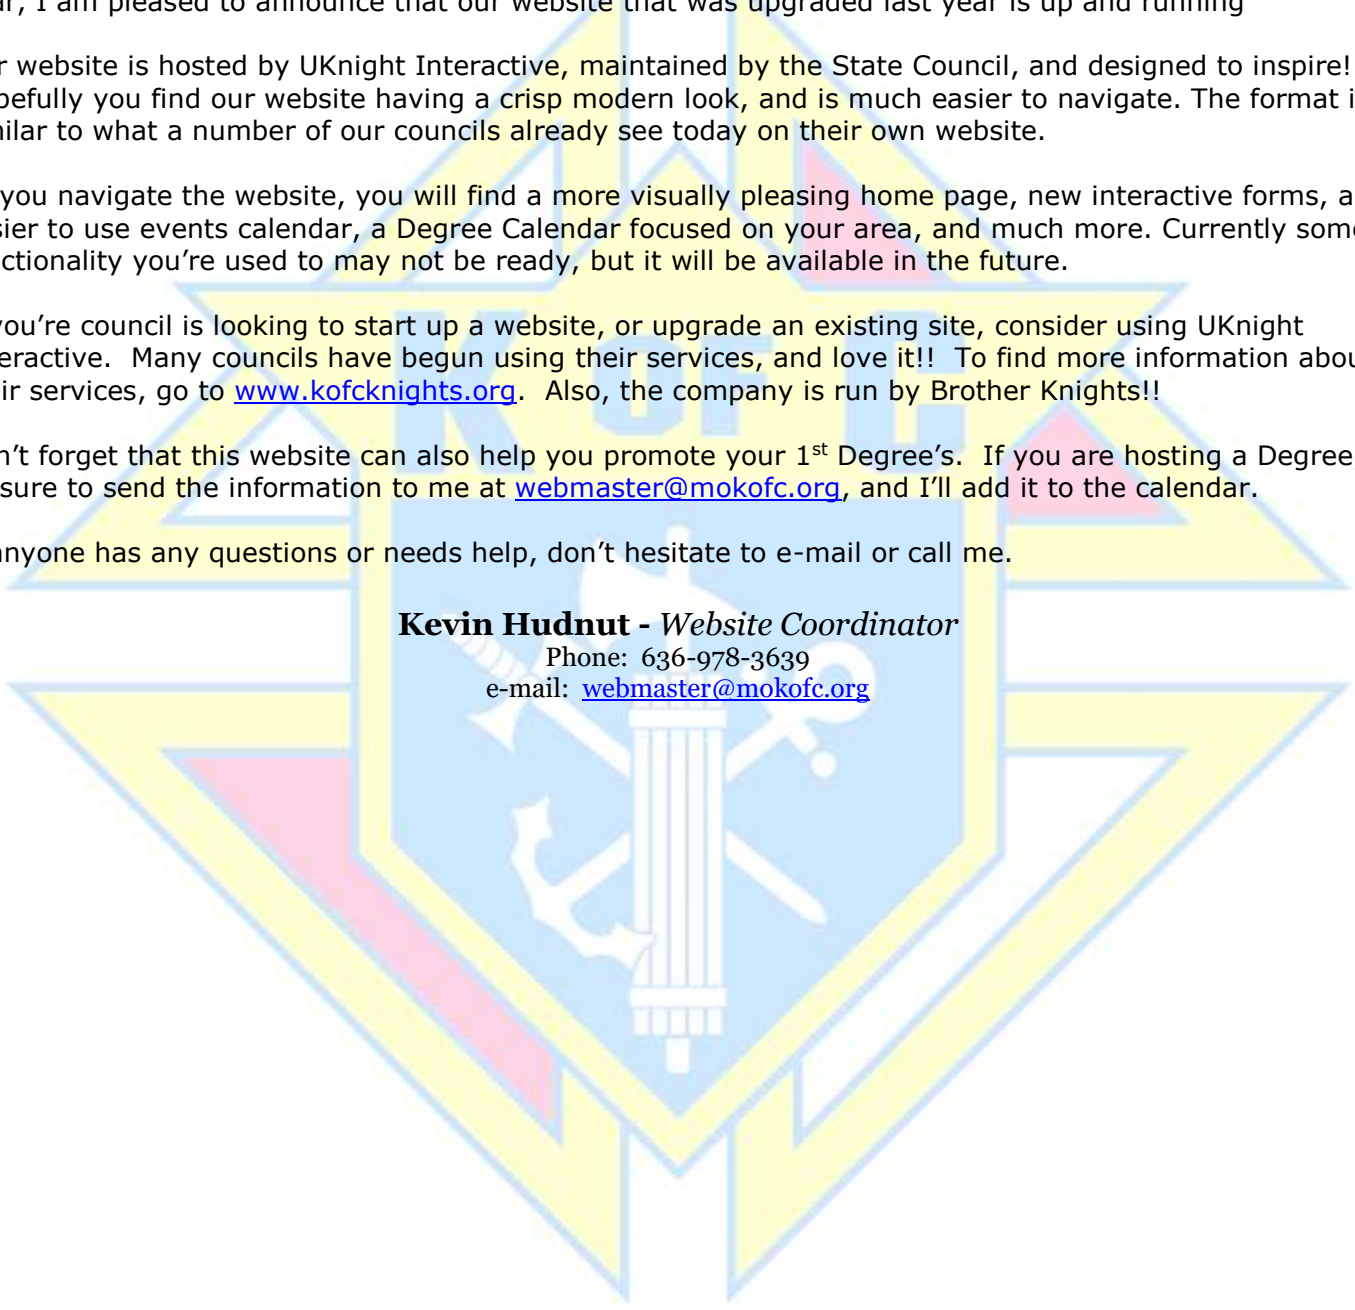 ar, I am pleased to announce that our website that was upgraded last year is up and running
r website is hosted by UKnight Interactive, maintained by the State Council, and designed to inspire!
pefully you find our website having a crisp modern look, and is much easier to navigate. The format i
milar to what a number of our councils already see today on their own website.
you navigate the website, you will find a more visually pleasing home page, new interactive forms, a
sier to use events calendar, a Degree Calendar focused on your area, and much more. Currently some
nctionality you’re used to may not be ready, but it will be available in the future.
you’re council is looking to start up a website, or upgrade an existing site, consider using UKnight
teractive.  Many councils have begun using their services, and love it!!  To find more information abou
eir services, go to www.kofcknights.org.  Also, the company is run by Brother Knights!!
n’t forget that this website can also help you promote your 1st Degree’s.  If you are hosting a Degree
sure to send the information to me at webmaster@mokofc.org, and I’ll add it to the calendar.
anyone has any questions or needs help, don’t hesitate to e-mail or call me.
Kevin Hudnut - Website Coordinator
Phone:  636-978-3639
e-mail:  webmaster@mokofc.org
K OF C